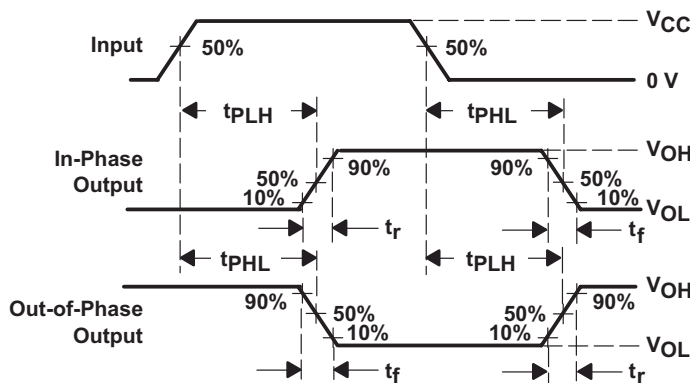 Input
50%
50%
VCC
0 V
tPLH
tPHL
In-Phase
Output
50%
10%
90%
90%
50%
10%
VOH
VOL
tr
tf
tPHL
tPLH
Out-of-Phase
Output
90%
50%
10%
50%
10%
90%
VOH
VOL
tf
tr